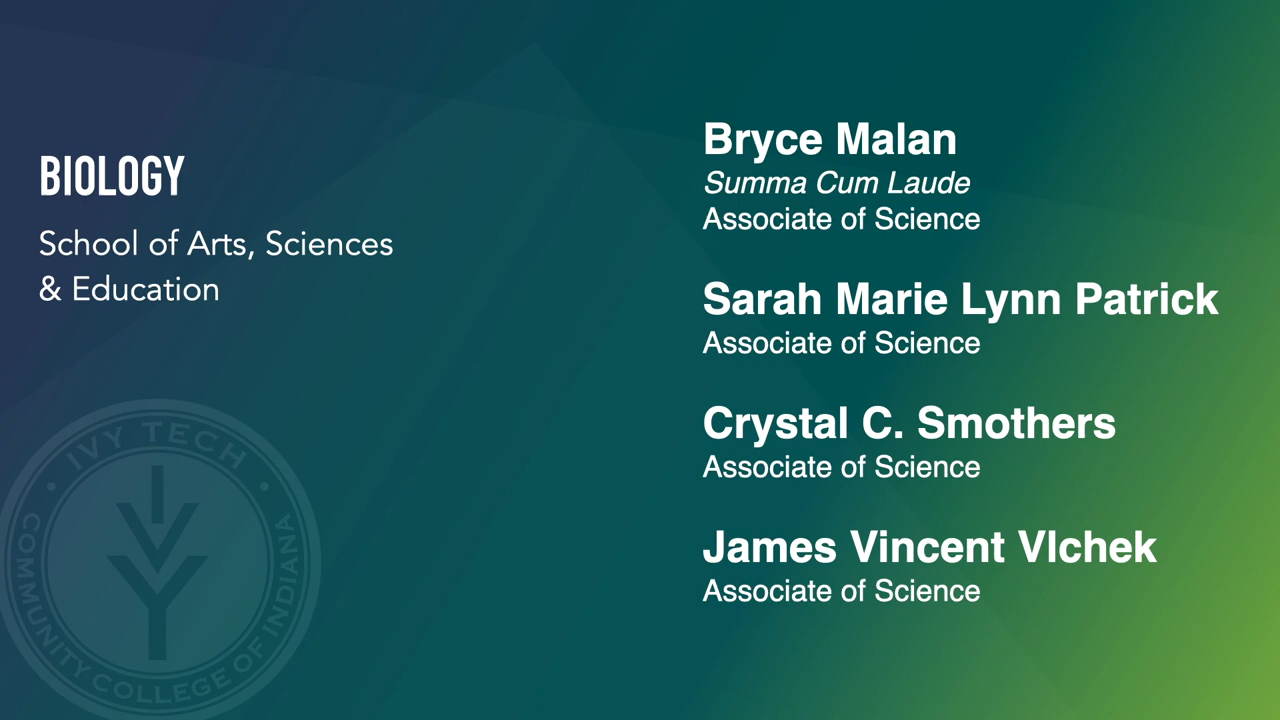 BIOLOGY
School of Arts, Sciences
& Education
Bryce Malan
Summa Cum Laude
Associate of Science
Sarah Marie Lynn Patrick
Associate of Science
Crystal C. Smothers
Associate of Science
James Vincent Vlchek
Associate of Science
IVY TECH
COMMUNITY COLLEGE OF INDIANA
IVY